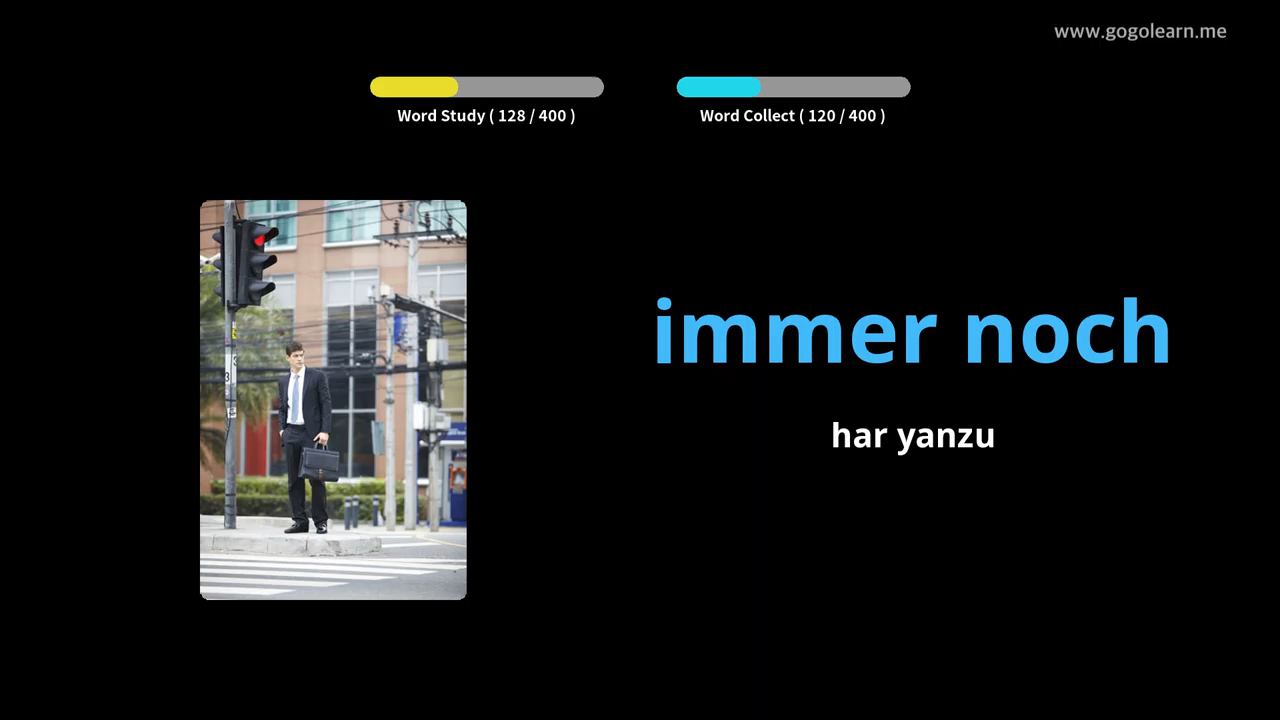 www.gogolearn.me
Word Study ( 128 / 400 )
Word Collect ( 120 / 400 )
immer noch
har yanzu